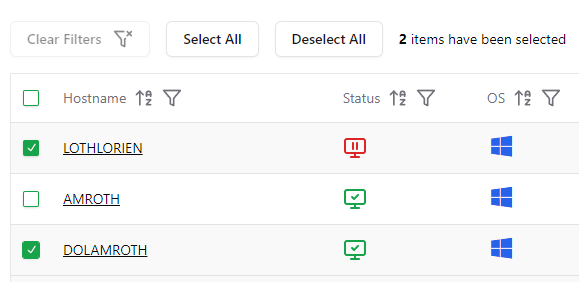 Clear Filters Select All Deselect All 2 items have been selected
Hostname Status OS
LOTHLORIEN
AMROTH
DOLAMROTH